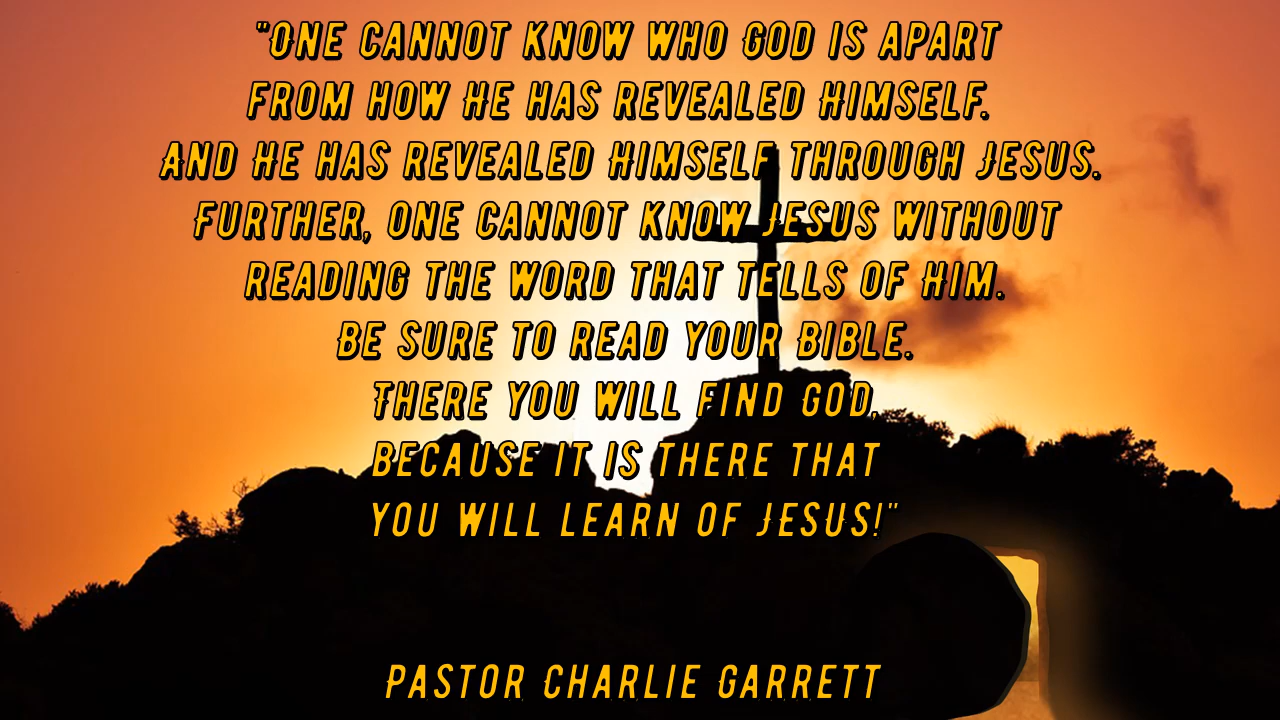 "One cannot know who God is apart
from how He has revealed Himself.
And He has revealed Himself through Jesus.
Further, one cannot know Jesus without
reading the word that tells of Him.
Be sure to read your Bible.
There you will find God,
because it is there that
you will learn of Jesus!"
Pastor Charlie Garrett